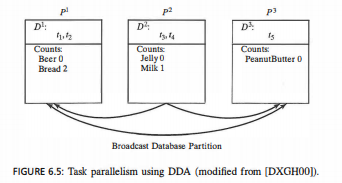 P¹ P² P³
D¹: D²: D³:
t₁, t₂ t₃, t₄ t₅
Counts: Counts: Counts:
Beer 0 Jelly 0 PeanutButter 0
Bread 2 Milk 1
Broadcast Database Partition
FIGURE 6.5: Task parallelism using DDA (modified from [DXGH00]).